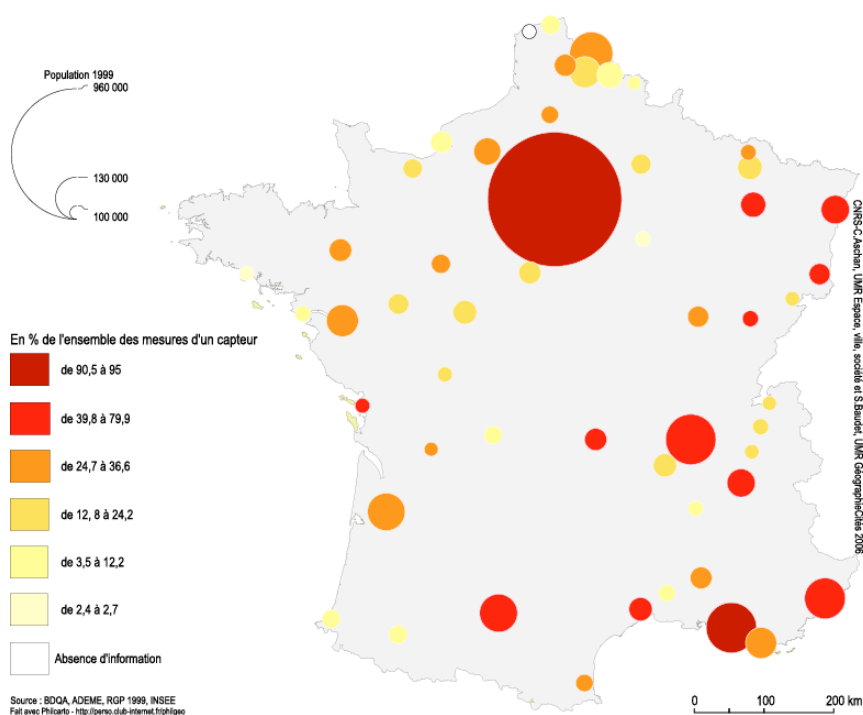 Population 1999
960 000
130 000
100 000
En % de l'ensemble des mesures d'un capteur
de 90,5 à 95
de 39,8 à 79,9
de 24,7 à 36,6
de 12, 8 à 24,2
de 3,5 à 12,2
de 2,4 à 2,7
Absence d'information
Source : BDQA, ADEME, RGP 1999, INSEE
Fait avec Philcarto - http://perso.club-internet.fr/philgeo
0 100 200 km
CNRS-C.Aschan, UMR Espace, ville, société et S.Baudet, UMR GéographieCités 2006